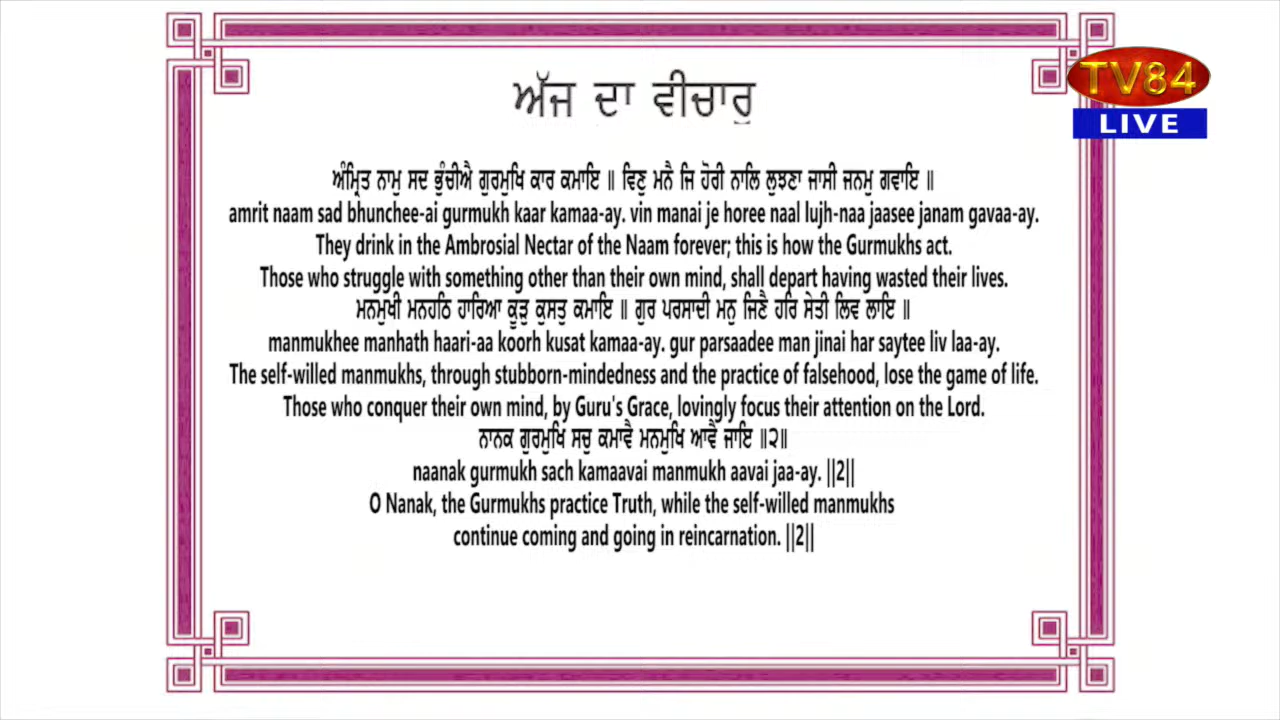 ਅੱਜ ਦਾ ਵੀਚਾਰੁ
TV84
LIVE
ਅੰਮ੍ਰਿਤ ਨਾਮੁ ਸਦ ਭੁੰਚੀਐ ਗੁਰਮੁਖਿ ਕਾਰ ਕਮਾਇ ॥ ਵਿਣੁ ਮਨੈ ਜਿ ਹੋਰੀ ਨਾਲਿ ਲੁਝਣਾ ਜਾਸੀ ਜਨਮੁ ਗਵਾਇ ॥
amrit naam sad bhunchee-ai gurmukh kaar kamaa-ay. vin manai je horee naal lujh-naa jaasee janam gavaa-ay.
They drink in the Ambrosial Nectar of the Naam forever; this is how the Gurmukhs act.
Those who struggle with something other than their own mind, shall depart having wasted their lives.
ਮਨਮੁਖੀ ਮਨਹਠਿ ਹਾਰਿਆ ਕੂੜੁ ਕੁਸਤੁ ਕਮਾਇ ॥ ਗੁਰ ਪਰਸਾਦੀ ਮਨੁ ਜਿਣੈ ਹਰਿ ਸੇਤੀ ਲਿਵ ਲਾਇ ॥
manmukhee manhath haari-aa koorh kusat kamaa-ay. gur parsaadee man jinai har saytee liv laa-ay.
The self-willed manmukhs, through stubborn-mindedness and the practice of falsehood, lose the game of life.
Those who conquer their own mind, by Guru's Grace, lovingly focus their attention on the Lord.
ਨਾਨਕ ਗੁਰਮੁਖਿ ਸਚੁ ਕਮਾਵੈ ਮਨਮੁਖਿ ਆਵੈ ਜਾਇ ॥੨॥
naanak gurmukh sach kamaavai manmukh aavai jaa-ay. ||2||
O Nanak, the Gurmukhs practice Truth, while the self-willed manmukhs
continue coming and going in reincarnation. ||2||